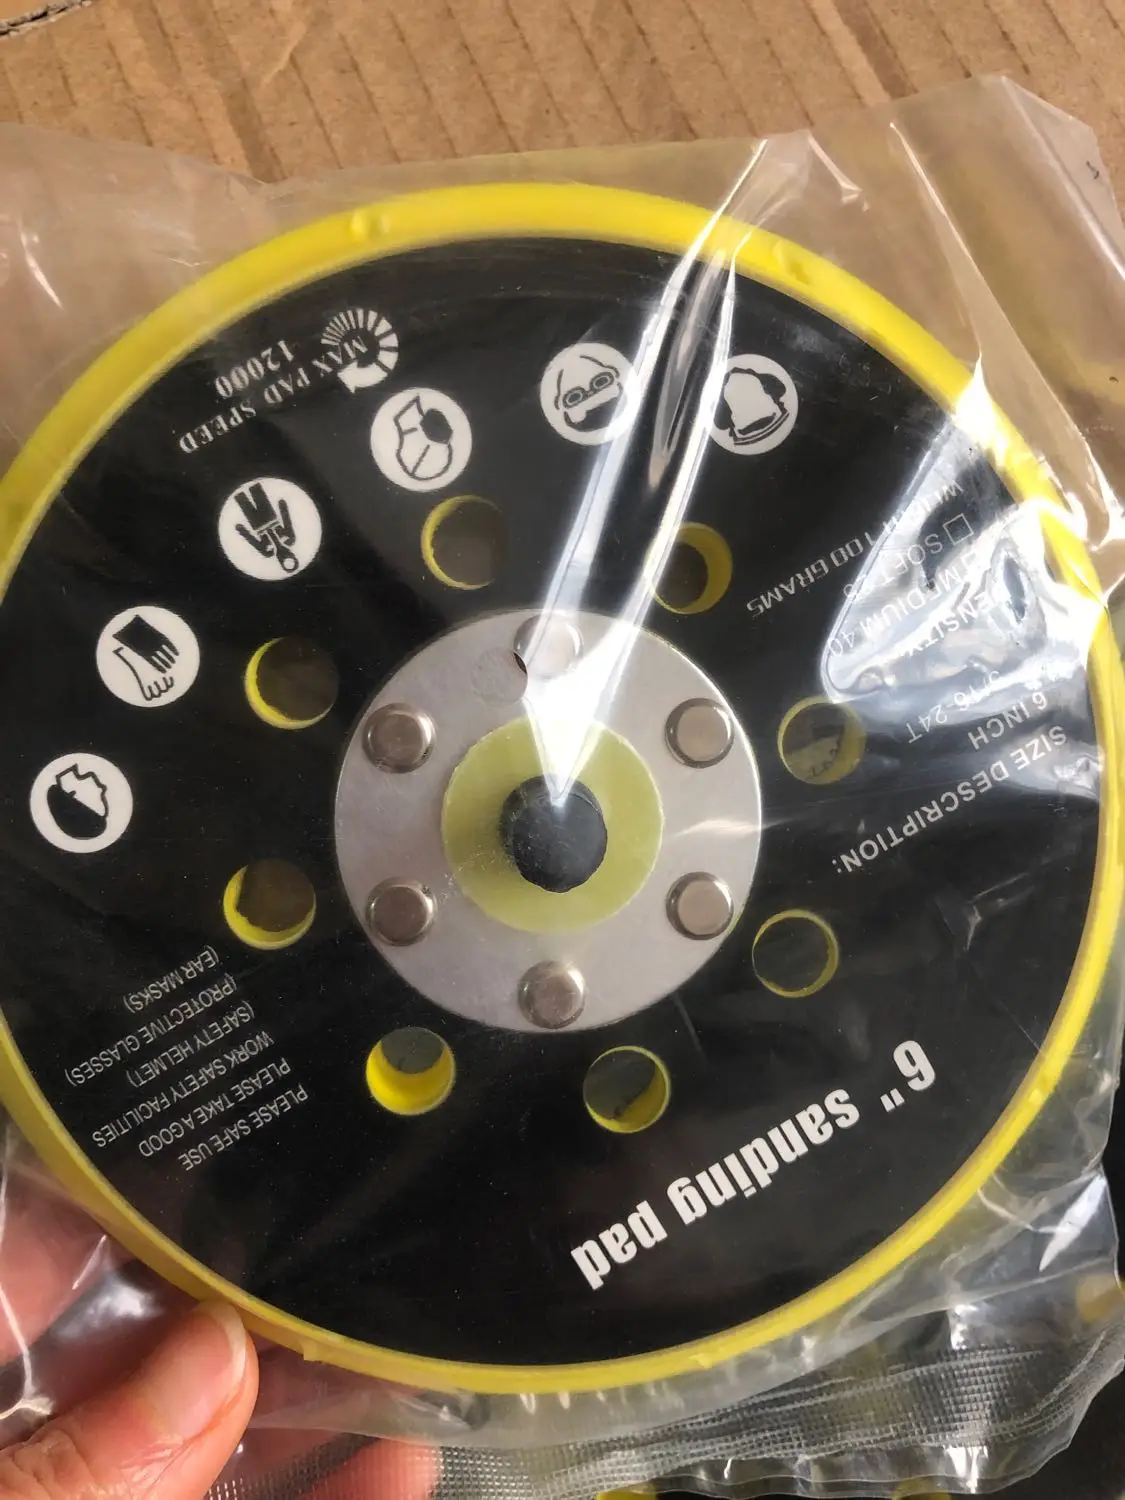 6" sanding pad
SIZE DESCRIPTION:
6 INCH
5/16-24T
DENSITY
MEDIUM 40
SOFT
100 GRAMS
MAX PAD SPEED
12000
PLEASE SAFE USE
PLEASE TAKE A GOOD
WORK SAFETY FACILITIES
(SAFETY HELMET)
(PROTECTIVE GLASSES)
(EAR MASKS)